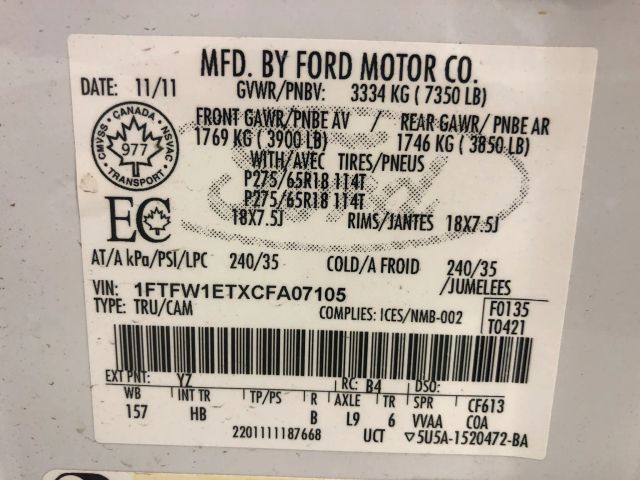 MFD. BY FORD MOTOR CO.
DATE: 11/11 GVWR/PNBV: 3334 KG ( 7350 LB)
FRONT GAWR/PNBE AV / REAR GAWR/ PNBE AR
1769 KG ( 3900 LB) 1746 KG ( 3850 LB)
WITH/AVEC TIRES/PNEUS
P275/65R18 114T
P275/65R18 114T
18X7.5J RIMS/JANTES 18X7.5J
CMVSS · CANADA · NSVAC · TRANSPORT
977
EC
Ford
AT/A kPa/PSI/LPC 240/35 COLD/A FROID 240/35
/JUMELEES
VIN: 1FTFW1ETXCFA07105
TYPE: TRU/CAM COMPLIES: ICES/NMB-002
F0135
T0421
EXT PNT: YZ RC: B4 DSO:
WB INT TR TP/PS R AXLE TR SPR CF613
157 HB B L9 6 VVAA COA
2201111187668 UCT ▽5U5A-1520472-BA